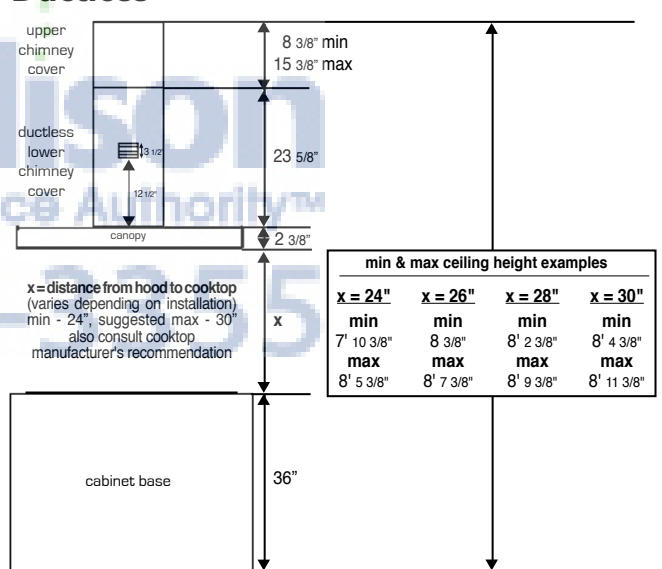 Ductless
upper
chimney
cover
8 3/8” min
15 3/8” max
ductless
lower
chimney
cover
3 1/2"
12 1/2"
23 5/8”
canopy
2 3/8”
x = distance from hood to cooktop
(varies depending on installation)
min - 24”, suggested max - 30”
also consult cooktop
manufacturer's recommendation
x
min & max ceiling height examples
x = 24" x = 26" x = 28" x = 30"
min min min min
7' 10 3/8" 8 3/8" 8' 2 3/8" 8' 4 3/8"
max max max max
8' 5 3/8" 8' 7 3/8" 8' 9 3/8" 8' 11 3/8"
cabinet base
36”
dison
ce Authority™
-3355